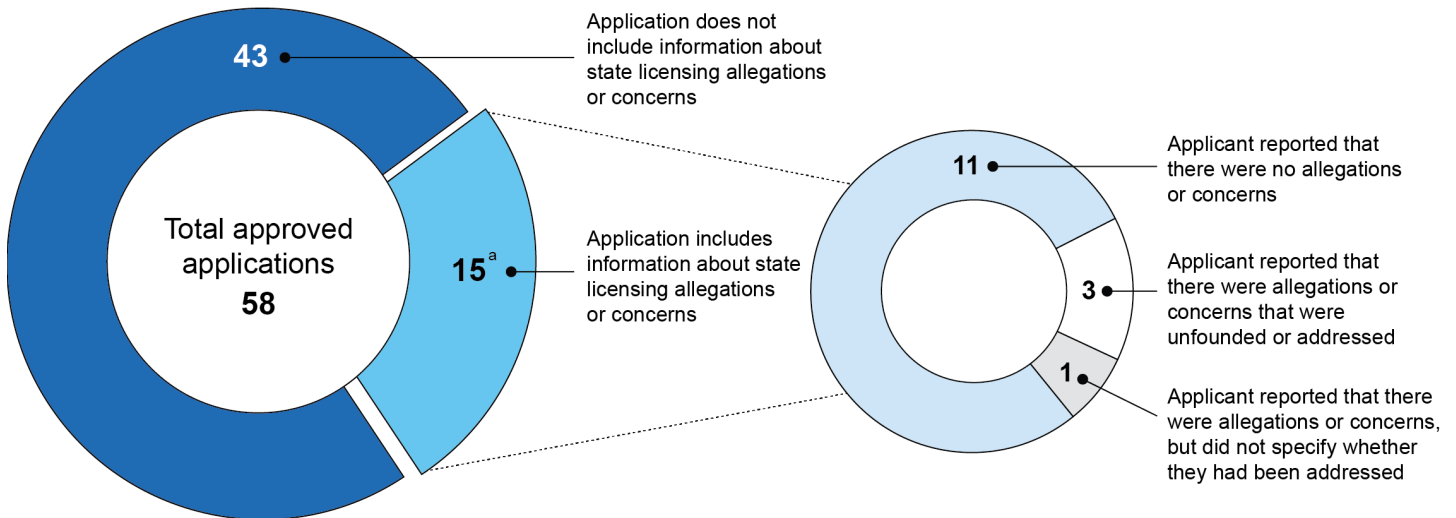 43
Application does not
include information about
state licensing allegations
or concerns
Total approved
applications
58
15a
Application includes
information about state
licensing allegations
or concerns
11
Applicant reported that
there were no allegations
or concerns
3
Applicant reported that
there were allegations or
concerns that were
unfounded or addressed
1
Applicant reported that there
were allegations or concerns,
but did not specify whether
they had been addressed